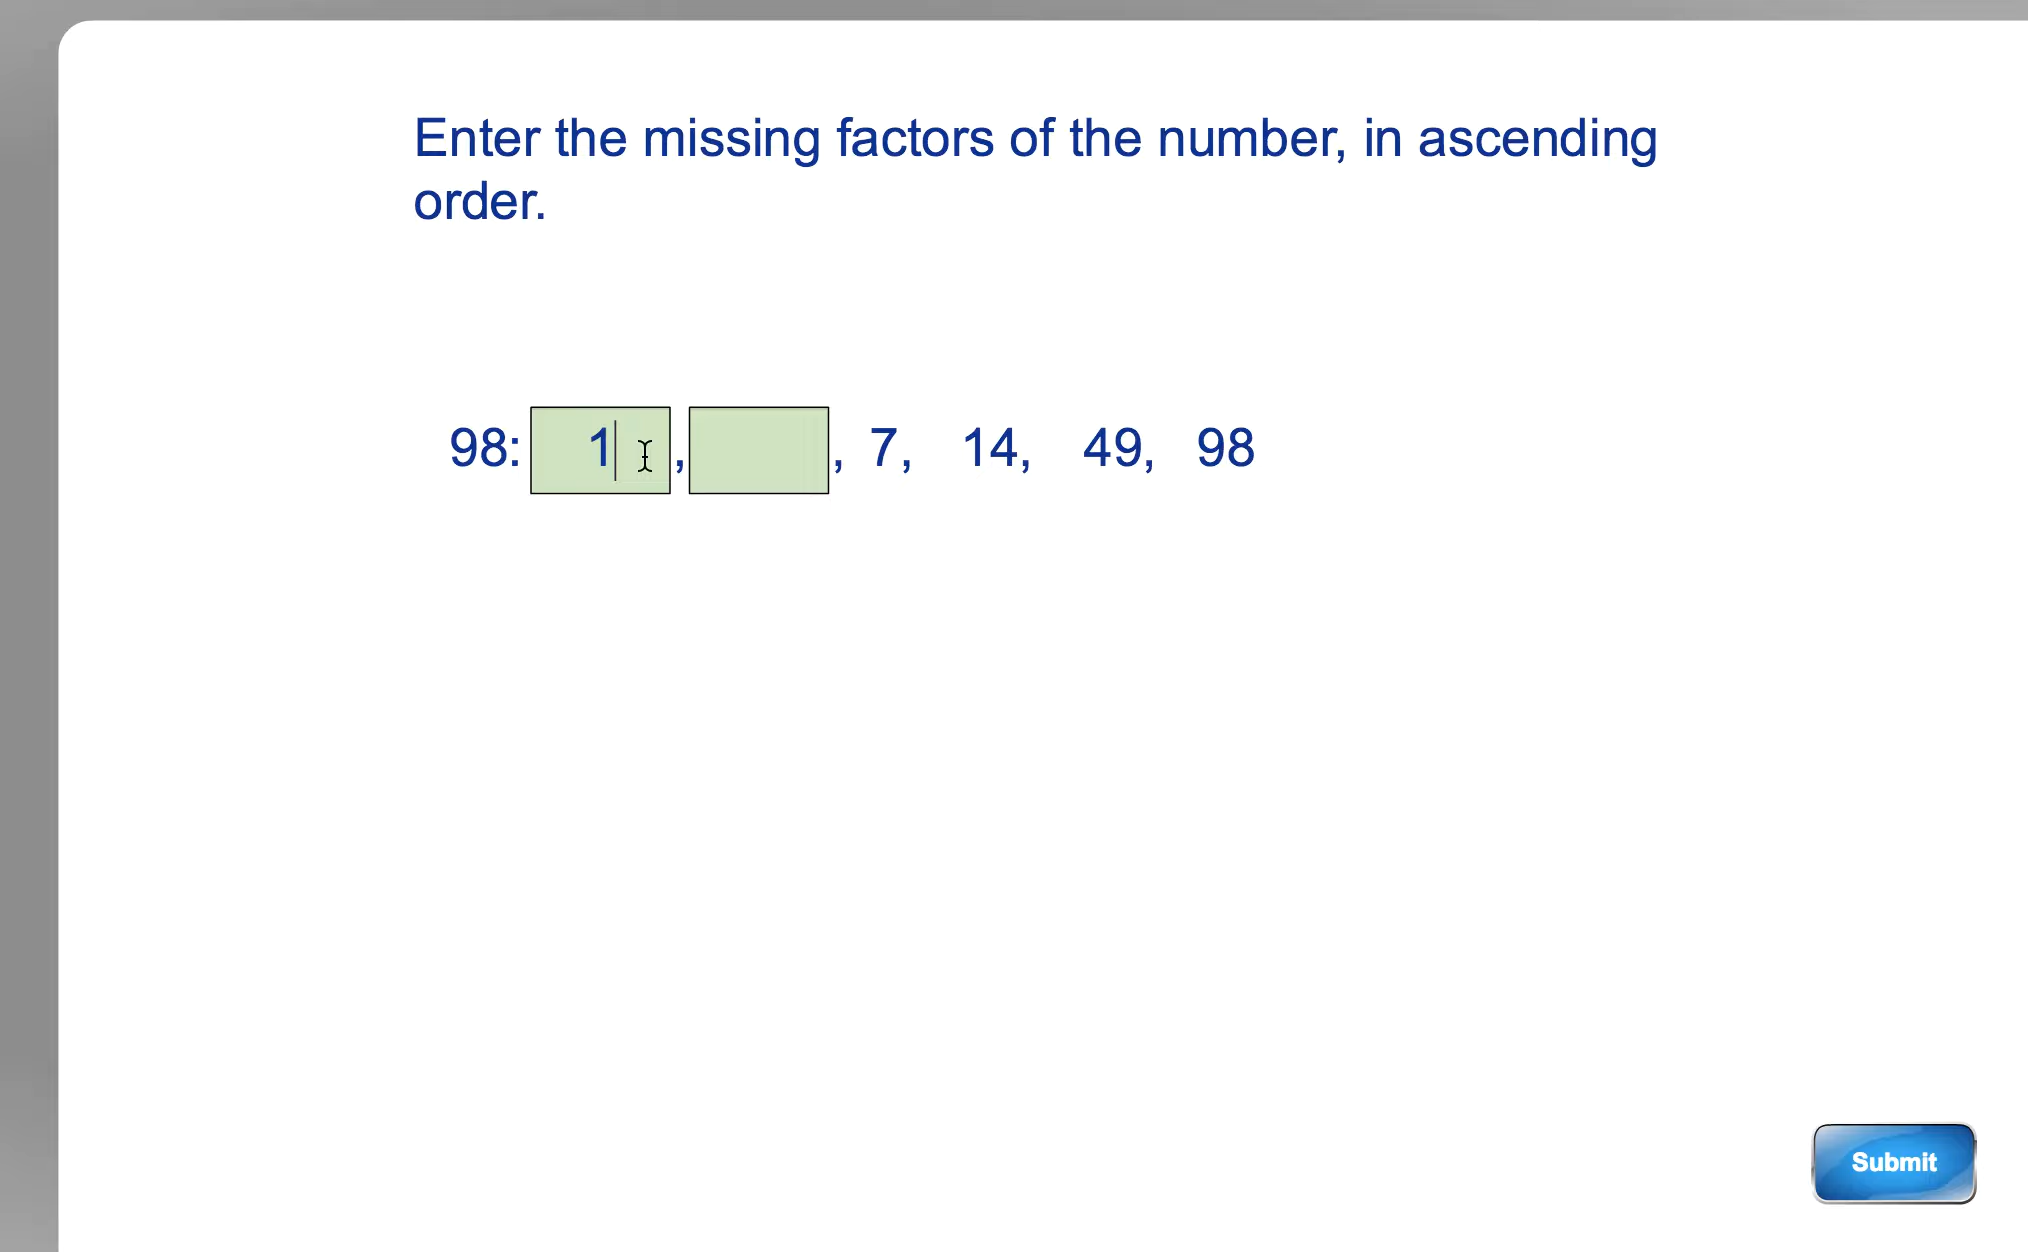 Enter the missing factors of the number, in ascending
order.
98: 1 , , 7, 14, 49, 98
Submit